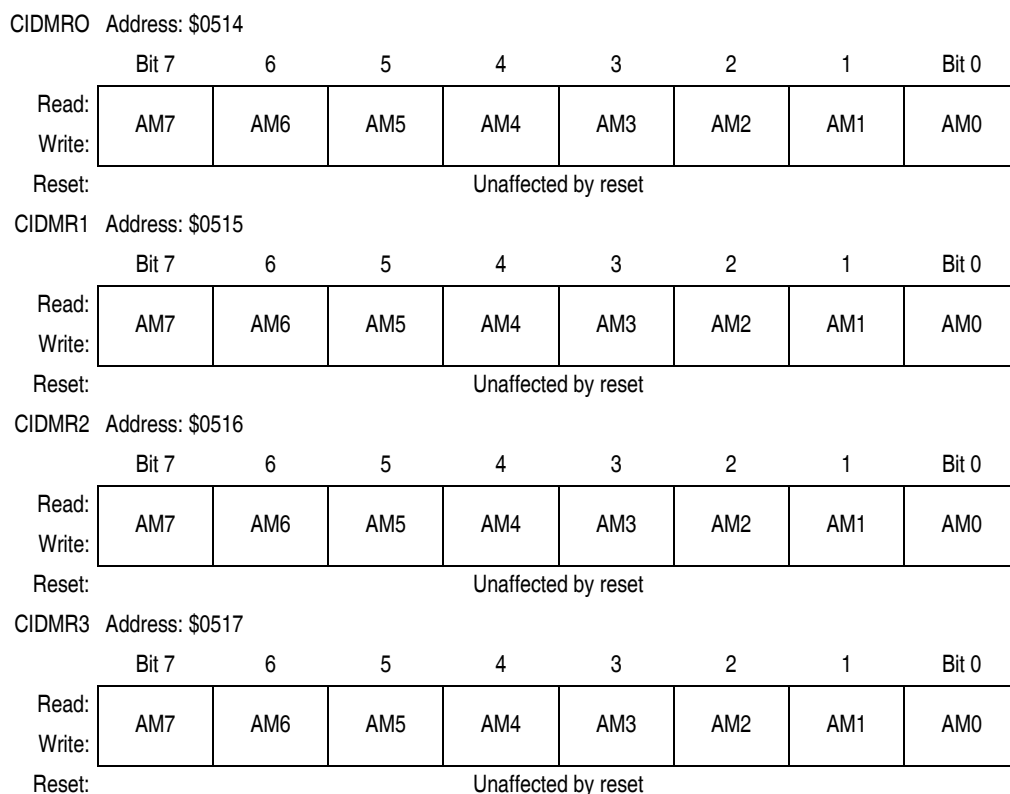 CIDMRO Address: $0514
Bit 7 6 5 4 3 2 1 Bit 0
Read:
AM7 AM6 AM5 AM4 AM3 AM2 AM1 AM0
Write:
Reset: Unaffected by reset
CIDMR1 Address: $0515
Bit 7 6 5 4 3 2 1 Bit 0
Read:
AM7 AM6 AM5 AM4 AM3 AM2 AM1 AM0
Write:
Reset: Unaffected by reset
CIDMR2 Address: $0516
Bit 7 6 5 4 3 2 1 Bit 0
Read:
AM7 AM6 AM5 AM4 AM3 AM2 AM1 AM0
Write:
Reset: Unaffected by reset
CIDMR3 Address: $0517
Bit 7 6 5 4 3 2 1 Bit 0
Read:
AM7 AM6 AM5 AM4 AM3 AM2 AM1 AM0
Write:
Reset: Unaffected by reset